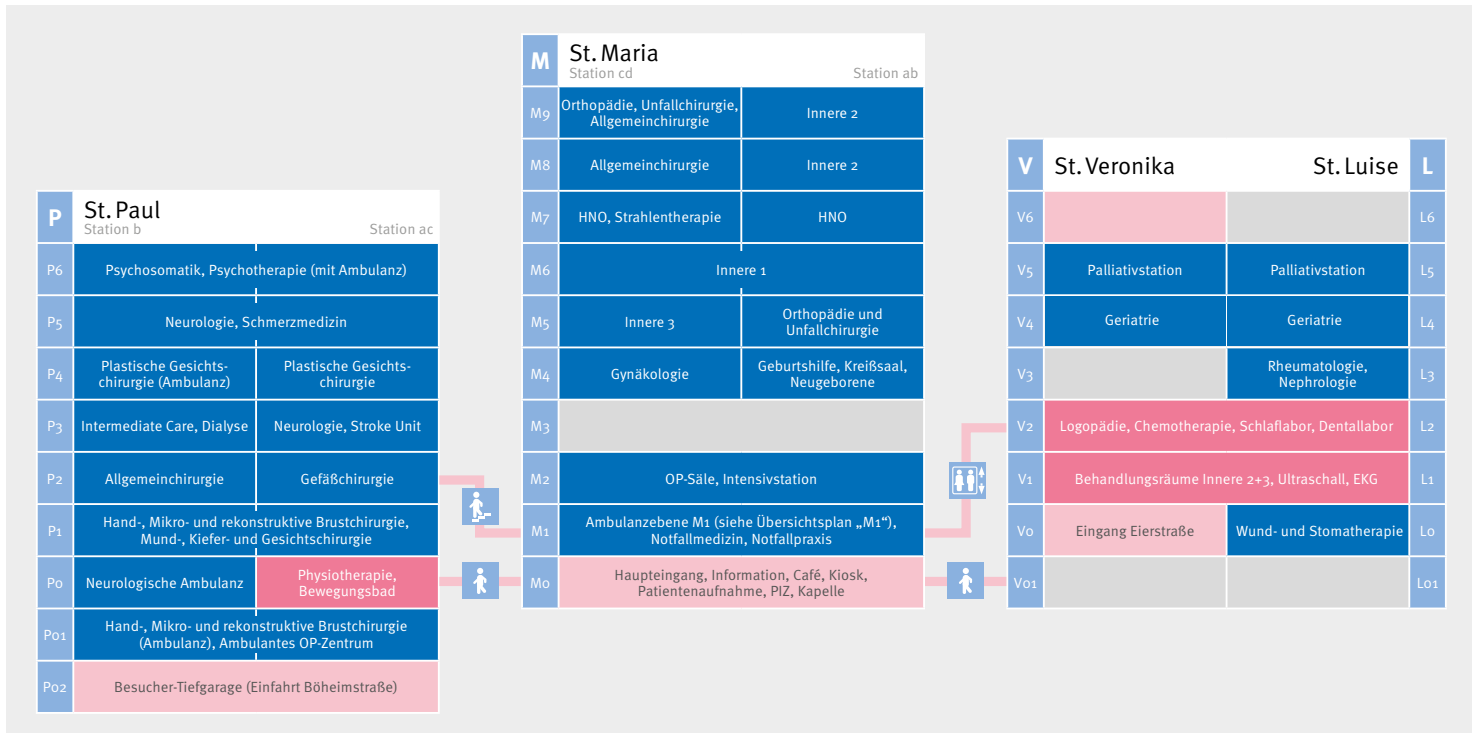 P
St. Paul
Station b
Station ac
P6
Psychosomatik, Psychotherapie (mit Ambulanz)
P5
Neurologie, Schmerzmedizin
P4
Plastische Gesichts-
chirurgie (Ambulanz)
Plastische Gesichts-
chirurgie
P3
Intermediate Care, Dialyse
Neurologie, Stroke Unit
P2
Allgemeinchirurgie
Gefäßchirurgie
P1
Hand-, Mikro- und rekonstruktive Brustchirurgie,
Mund-, Kiefer- und Gesichtschirurgie
P0
Neurologische Ambulanz
Physiotherapie,
Bewegungsbad
P01
Hand-, Mikro- und rekonstruktive Brustchirurgie
(Ambulanz), Ambulantes OP-Zentrum
P02
Besucher-Tiefgarage (Einfahrt Böheimstraße)
M
St. Maria
Station cd
Station ab
M9
Orthopädie, Unfallchirurgie,
Allgemeinchirurgie
Innere 2
M8
Allgemeinchirurgie
Innere 2
M7
HNO, Strahlentherapie
HNO
M6
Innere 1
M5
Innere 3
Orthopädie und
Unfallchirurgie
M4
Gynäkologie
Geburtshilfe, Kreißsaal,
Neugeborene
M3
M2
OP-Säle, Intensivstation
M1
Ambulanzebene M1 (siehe Übersichtsplan „M1“),
Notfallmedizin, Notfallpraxis
M0
Haupteingang, Information, Café, Kiosk,
Patientenaufnahme, PIZ, Kapelle
V
St. Veronika
St. Luise
L
V6
L6
V5
Palliativstation
Palliativstation
L5
V4
Geriatrie
Geriatrie
L4
V3
Rheumatologie,
Nephrologie
L3
V2
Logopädie, Chemotherapie, Schlaflabor, Dentallabor
L2
V1
Behandlungsräume Innere 2+3, Ultraschall, EKG
L1
V0
Eingang Eierstraße
Wund- und Stomatherapie
L0
V01
L01